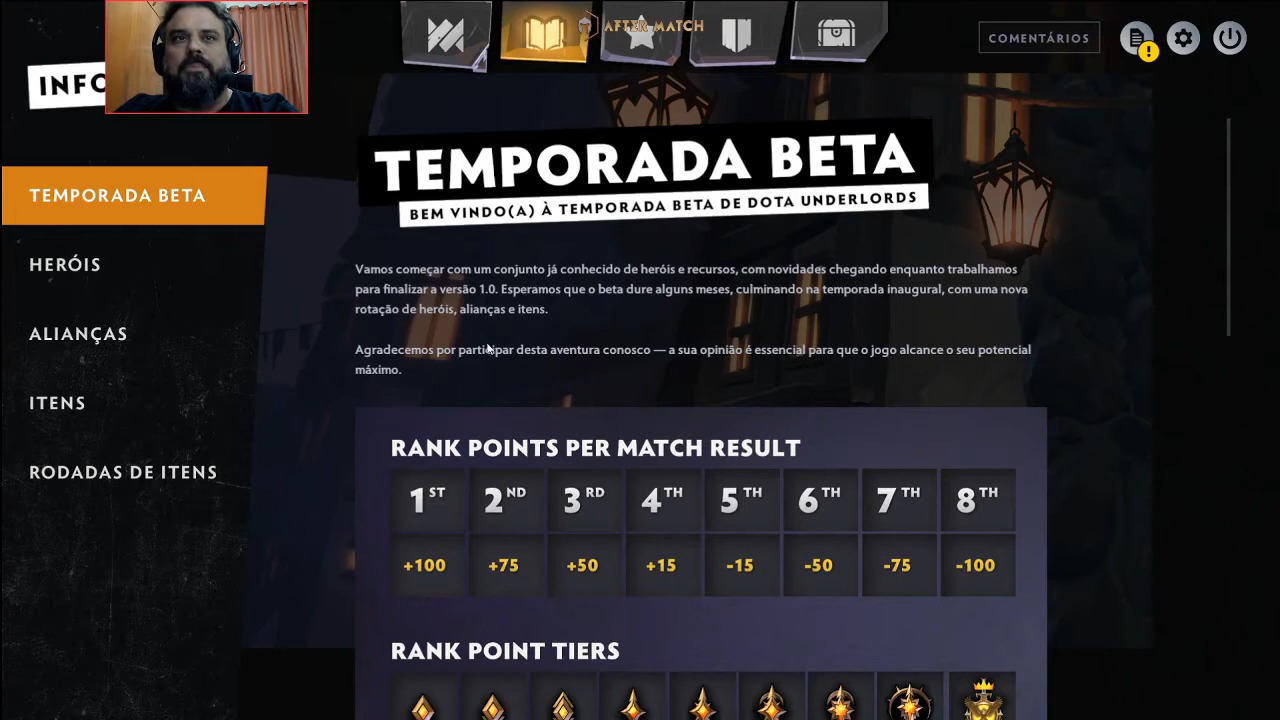 INFO
AFTER MATCH
COMENTÁRIOS
TEMPORADA BETA
HERÓIS
ALIANÇAS
ITENS
RODADAS DE ITENS
TEMPORADA BETA
BEM VINDO(A) À TEMPORADA BETA DE DOTA UNDERLORDS
Vamos começar com um conjunto já conhecido de heróis e recursos, com novidades chegando enquanto trabalhamos
para finalizar a versão 1.0. Esperamos que o beta dure alguns meses, culminando na temporada inaugural, com uma nova
rotação de heróis, alianças e itens.
Agradecemos por participar desta aventura conosco — a sua opinião é essencial para que o jogo alcance o seu potencial
máximo.
RANK POINTS PER MATCH RESULT
1ST 2ND 3RD 4TH 5TH 6TH 7TH 8TH
+100 +75 +50 +15 -15 -50 -75 -100
RANK POINT TIERS